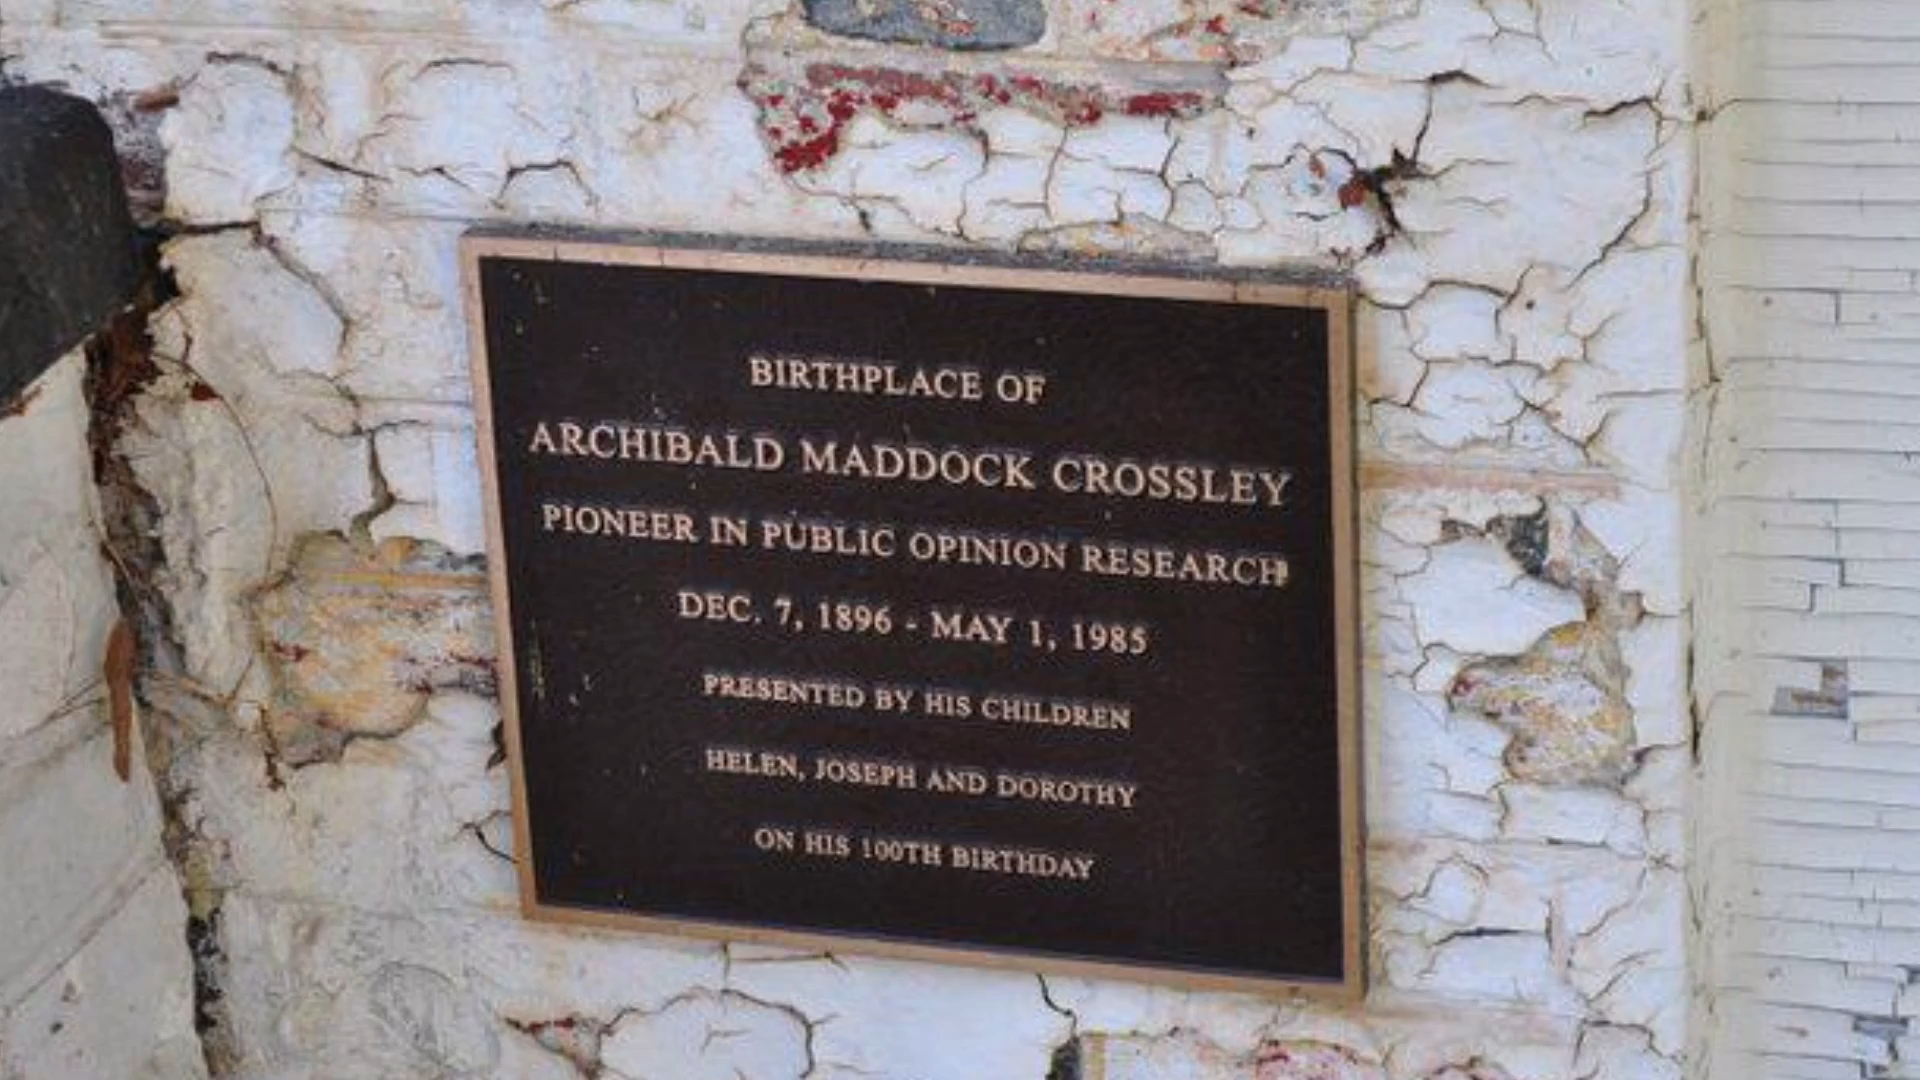 BIRTHPLACE OF
ARCHIBALD MADDOCK CROSSLEY
PIONEER IN PUBLIC OPINION RESEARCH
DEC. 7, 1896 - MAY 1, 1985
PRESENTED BY HIS CHILDREN
HELEN, JOSEPH AND DOROTHY
ON HIS 100TH BIRTHDAY